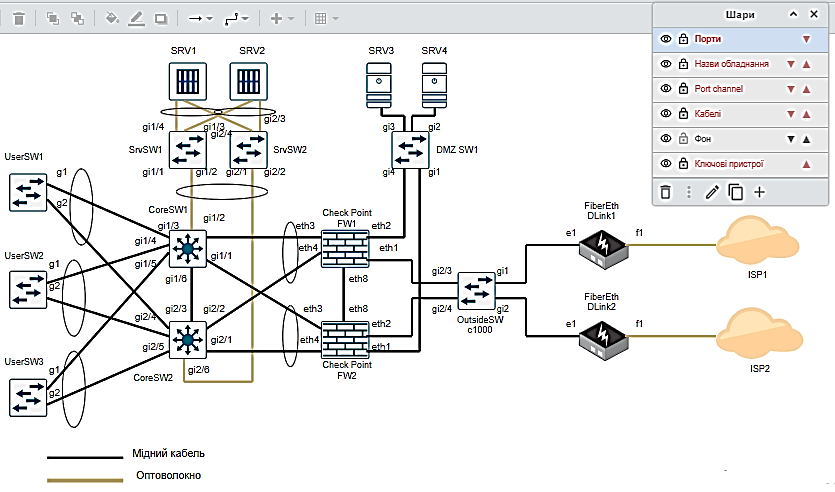 Шари
Порти
Назви обладнання
Port channel
Кабелі
Фон
Ключові пристрої
SRV1
SRV2
SRV3
SRV4
gi2/3
gi1/4
gi1/3
gi2/4
gi3
gi2
SrvSW1
SrvSW2
DMZ SW1
gi1/1
gi1/2
gi2/1
gi2/2
gi4
gi1
UserSW1
g1
g2
CoreSW1
gi1/2
gi1/3
gi1/4
gi1/5
gi1/1
gi1/6
Check Point
FW1
eth3
eth4
eth2
eth1
FiberEth
DLink1
e1
f1
ISP1
UserSW2
g1
g2
gi2/3
gi2/2
gi2/4
gi2/5
gi2/1
gi2/6
CoreSW2
eth8
eth8
eth3
eth4
eth2
eth1
Check Point
FW2
gi2/3
gi2/4
gi1
gi2
OutsideSW
c1000
FiberEth
DLink2
e1
f1
ISP2
UserSW3
g1
g2
Мідний кабель
Оптоволокно